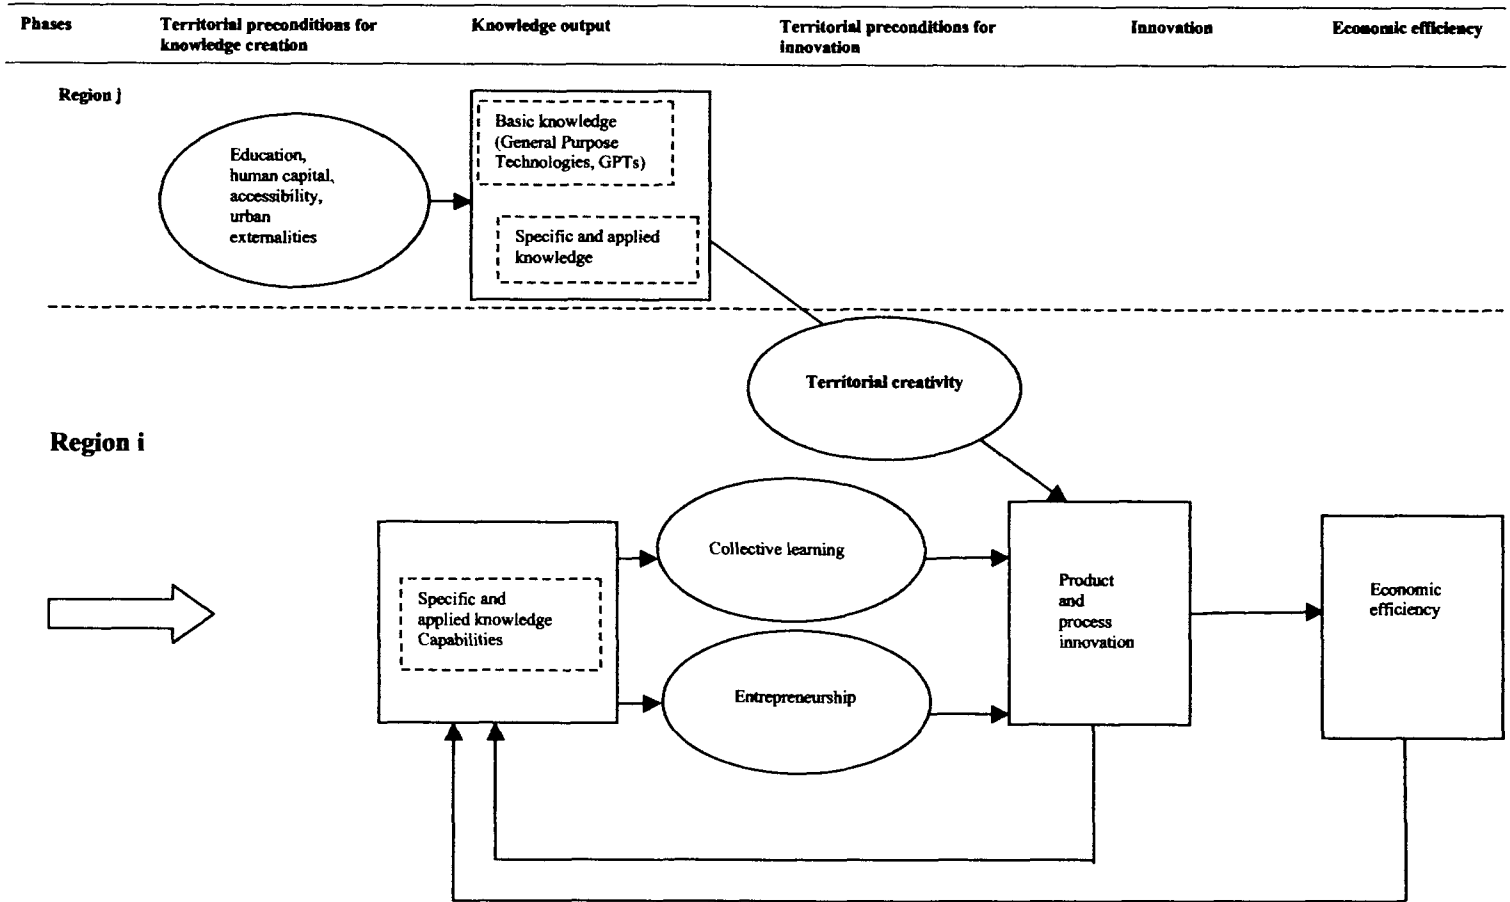 Phases
Territorial preconditions for
knowledge creation
Knowledge output
Territorial preconditions for
innovation
Innovation
Economic efficiency
Region j
Education,
human capital,
accessibility,
urban
externalities
Basic knowledge
(General Purpose
Technologies, GPTs)
Specific and applied
knowledge
Territorial creativity
Region i
Specific and
applied knowledge
Capabilities
Collective learning
Entrepreneurship
Product
and
process
innovation
Economic
efficiency